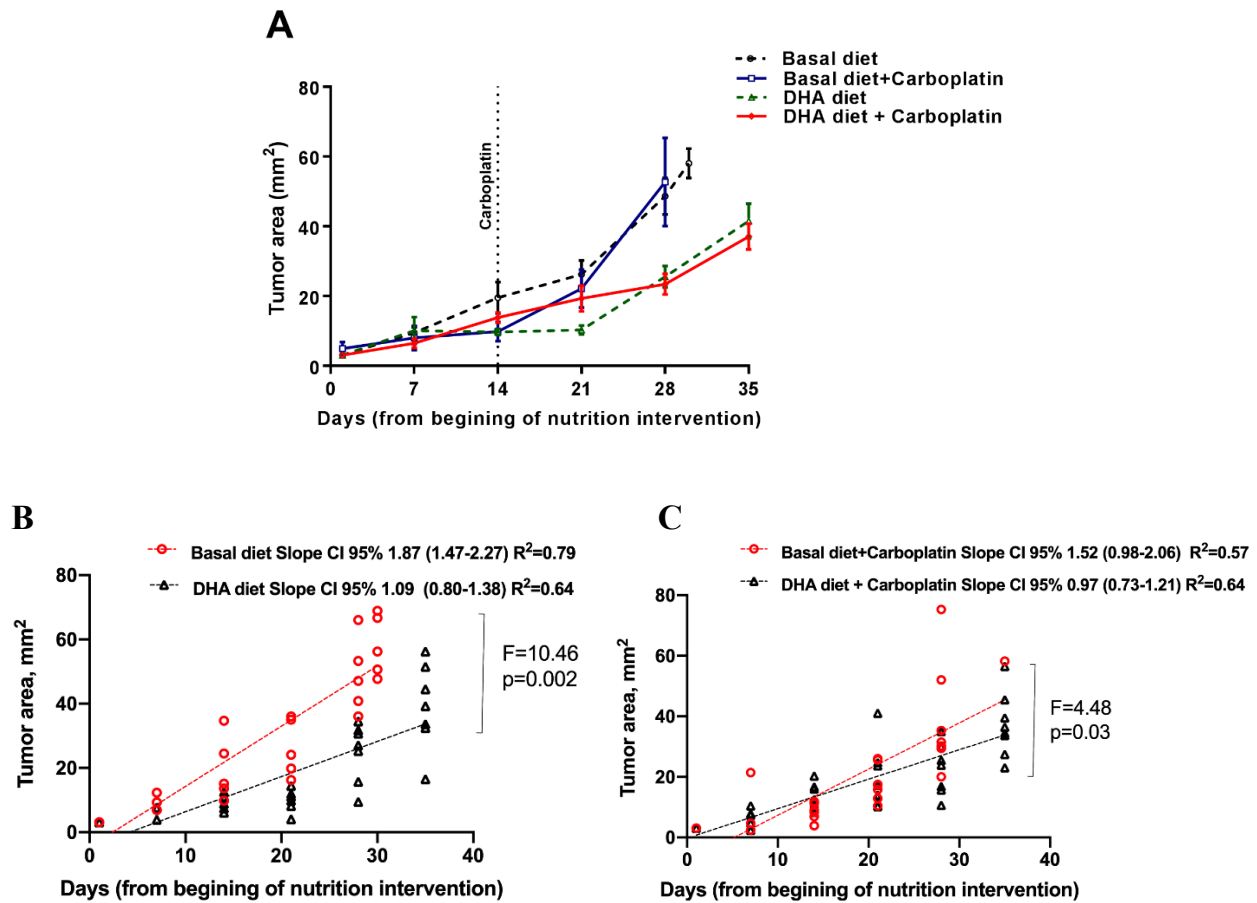 A
Basal diet
Basal diet+Carboplatin
DHA diet
DHA diet + Carboplatin
80
60
40
20
0
Tumor area (mm²)
Carboplatin
0 7 14 21 28 35
Days (from begining of nutrition intervention)
B
Basal diet Slope CI 95% 1.87 (1.47-2.27) R²=0.79
DHA diet Slope CI 95% 1.09 (0.80-1.38) R²=0.64
80
60
40
20
0
Tumor area, mm²
F=10.46
p=0.002
0 10 20 30 40
Days (from begining of nutrition intervention)
C
Basal diet+Carboplatin Slope CI 95% 1.52 (0.98-2.06) R²=0.57
DHA diet + Carboplatin Slope CI 95% 0.97 (0.73-1.21) R²=0.64
80
60
40
20
0
Tumor area, mm²
F=4.48
p=0.03
0 10 20 30 40
Days (from begining of nutrition intervention)